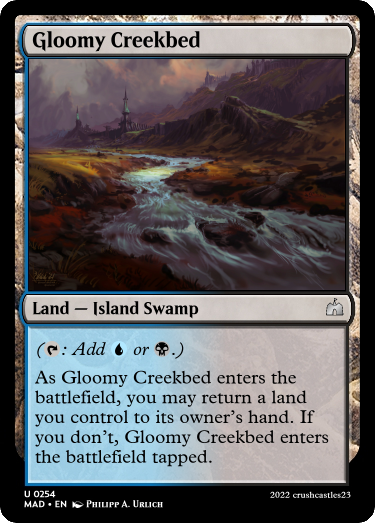 Gloomy Creekbed
Land — Island Swamp
(: Add or .)
As Gloomy Creekbed enters the
battlefield, you may return a land
you control to its owner's hand. If
you don't, Gloomy Creekbed enters
the battlefield tapped.
U 0254
MAD • EN Philipp A. Urlich
2022 crushcastles23